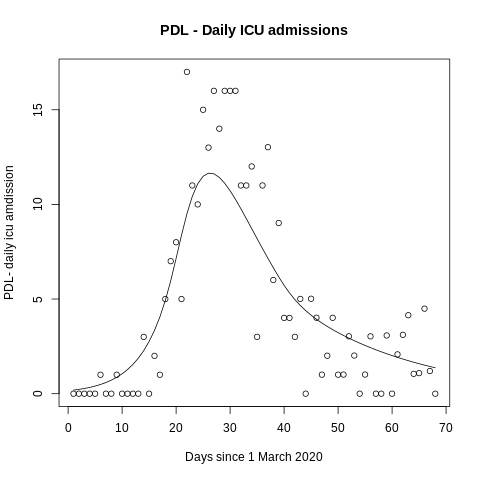 PDL - Daily ICU admissions
PDL- daily icu amdission
15
10
5
0
0 10 20 30 40 50 60 70
Days since 1 March 2020